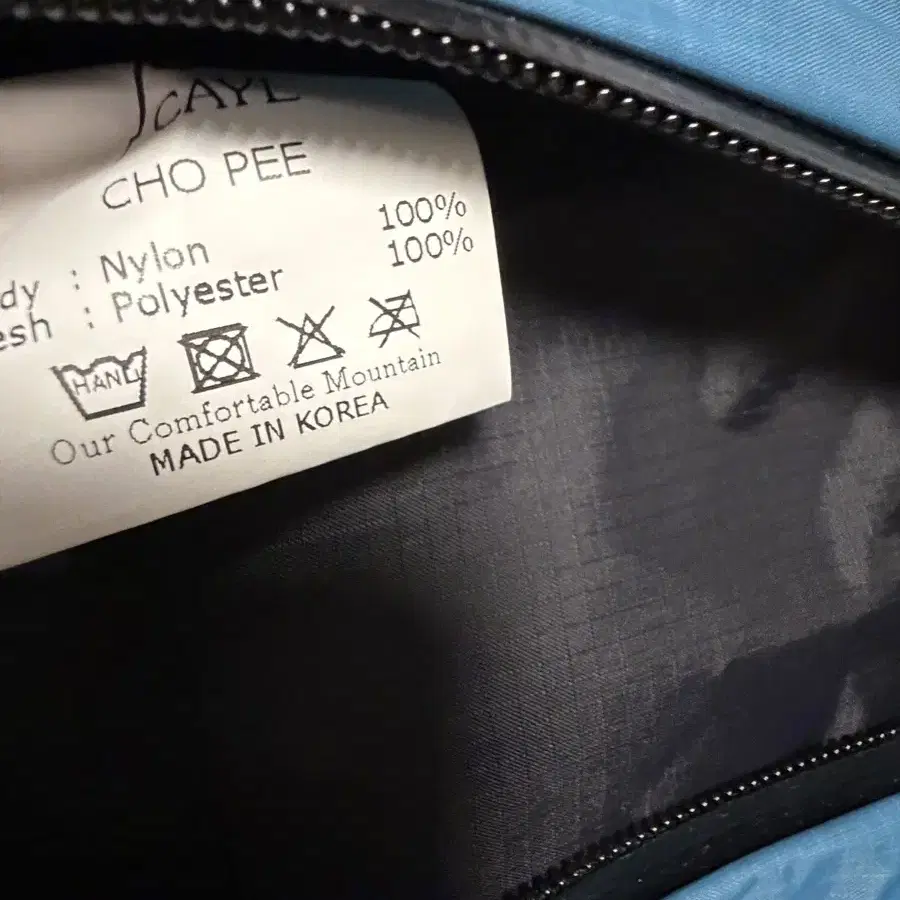 CAYL
CHO PEE
dy : Nylon 100%
esh : Polyester 100%
HAND
Our Comfortable Mountain
MADE IN KOREA